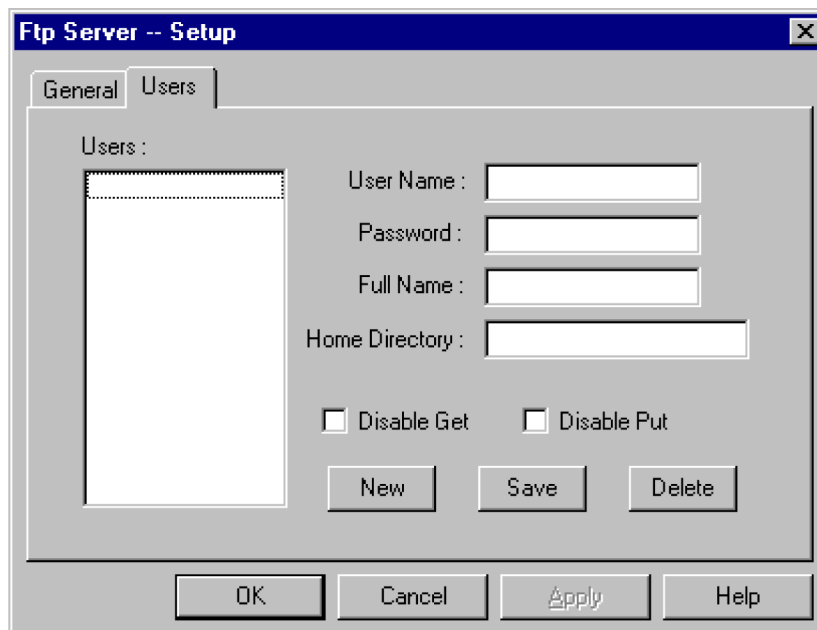 Ftp Server -- Setup
General
Users
Users :
User Name :
Password :
Full Name :
Home Directory :
Disable Get
Disable Put
New
Save
Delete
OK
Cancel
Apply
Help